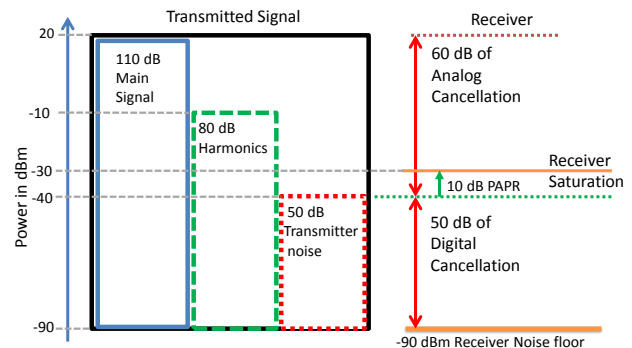 Transmitted Signal
Receiver
Power in dBm
20
-10
-30
-40
-90
110 dB
Main
Signal
80 dB
Harmonics
50 dB
Transmitter
noise
60 dB of
Analog
Cancellation
Receiver
Saturation
10 dB PAPR
50 dB of
Digital
Cancellation
-90 dBm Receiver Noise floor